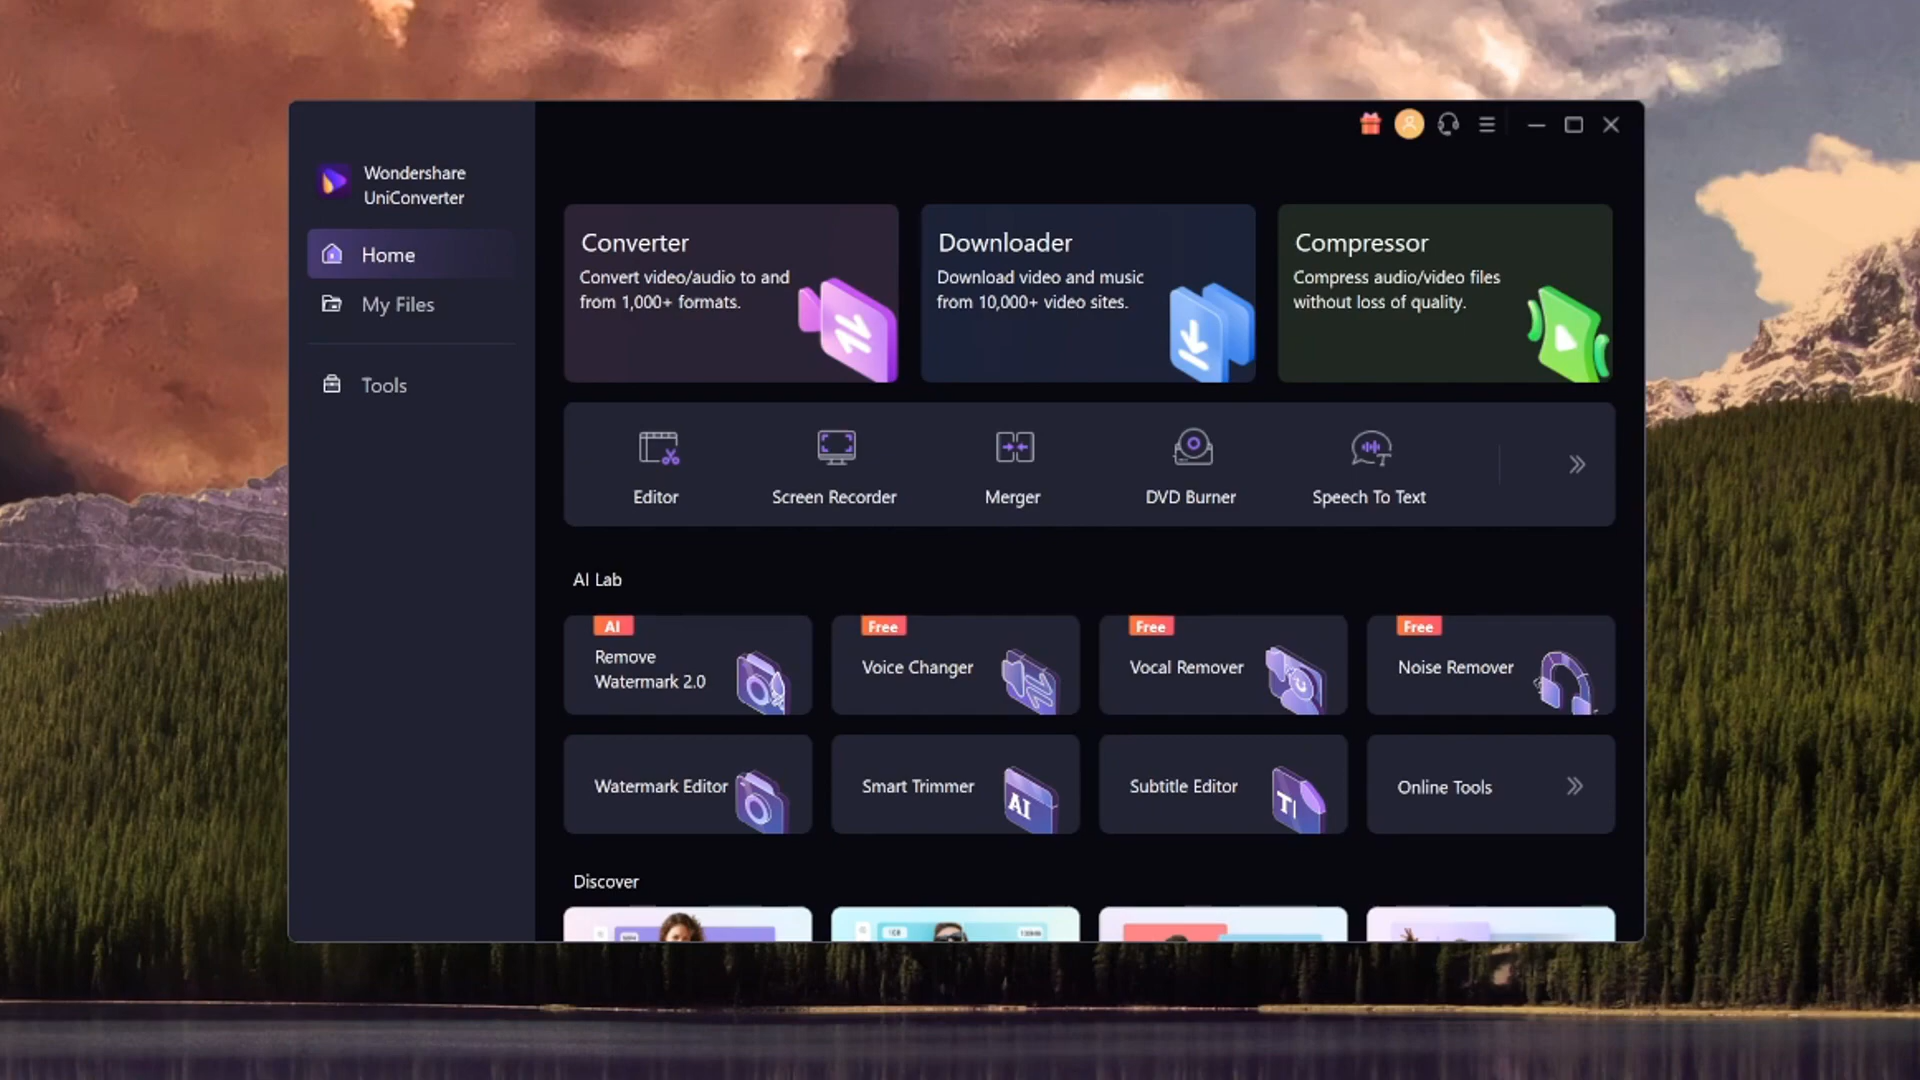 Wondershare
UniConverter
Home
My Files
Tools
Converter
Convert video/audio to and
from 1,000+ formats.
Downloader
Download video and music
from 10,000+ video sites.
Compressor
Compress audio/video files
without loss of quality.
Editor
Screen Recorder
Merger
DVD Burner
Speech To Text
AI Lab
AI
Remove
Watermark 2.0
Free
Voice Changer
Free
Vocal Remover
Free
Noise Remover
Watermark Editor
Smart Trimmer
AI
Subtitle Editor
T
Online Tools
Discover